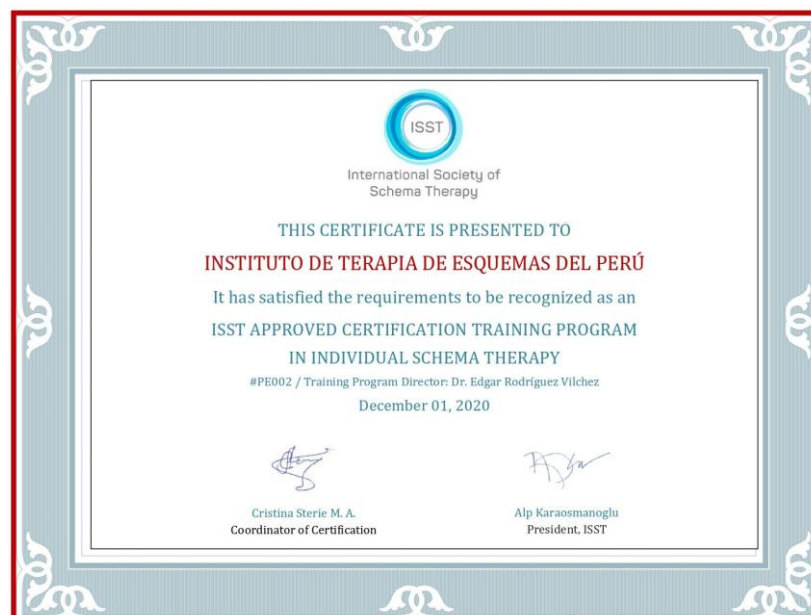 ISST
International Society of
Schema Therapy
THIS CERTIFICATE IS PRESENTED TO
INSTITUTO DE TERAPIA DE ESQUEMAS DEL PERÚ
It has satisfied the requirements to be recognized as an
ISST APPROVED CERTIFICATION TRAINING PROGRAM
IN INDIVIDUAL SCHEMA THERAPY
#PE002 / Training Program Director: Dr. Edgar Rodríguez Vilchez
December 01, 2020
Cristina Sterie M. A.
Coordinator of Certification
Alp Karaosmanoglu
President, ISST